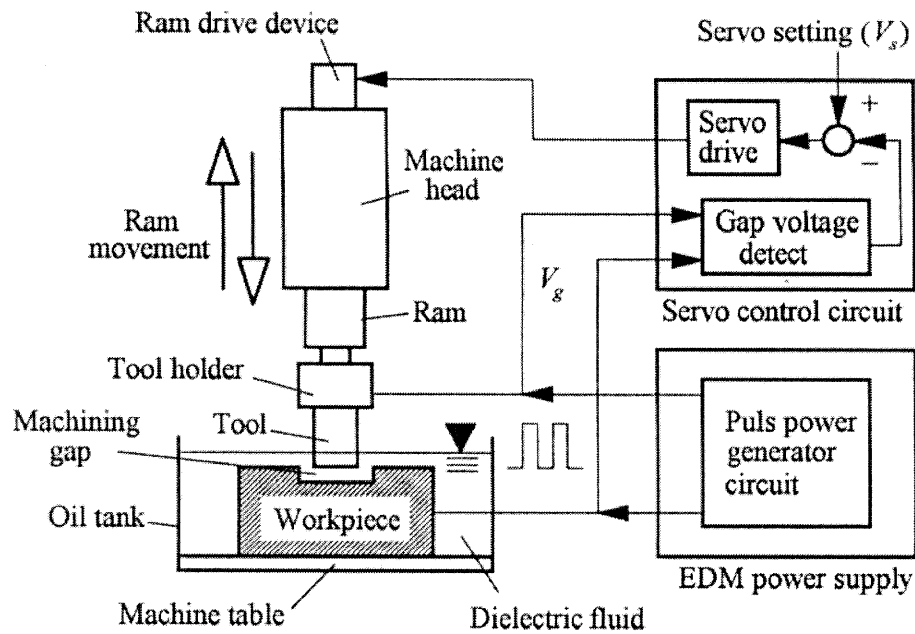 Ram drive device
Servo setting (Vs)
+
Servo
drive
−
Machine
head
Ram
movement
Gap voltage
detect
Vg
Ram
Servo control circuit
Tool holder
Machining
gap
Tool
Puls power
generator
circuit
Oil tank
Workpiece
EDM power supply
Machine table
Dielectric fluid